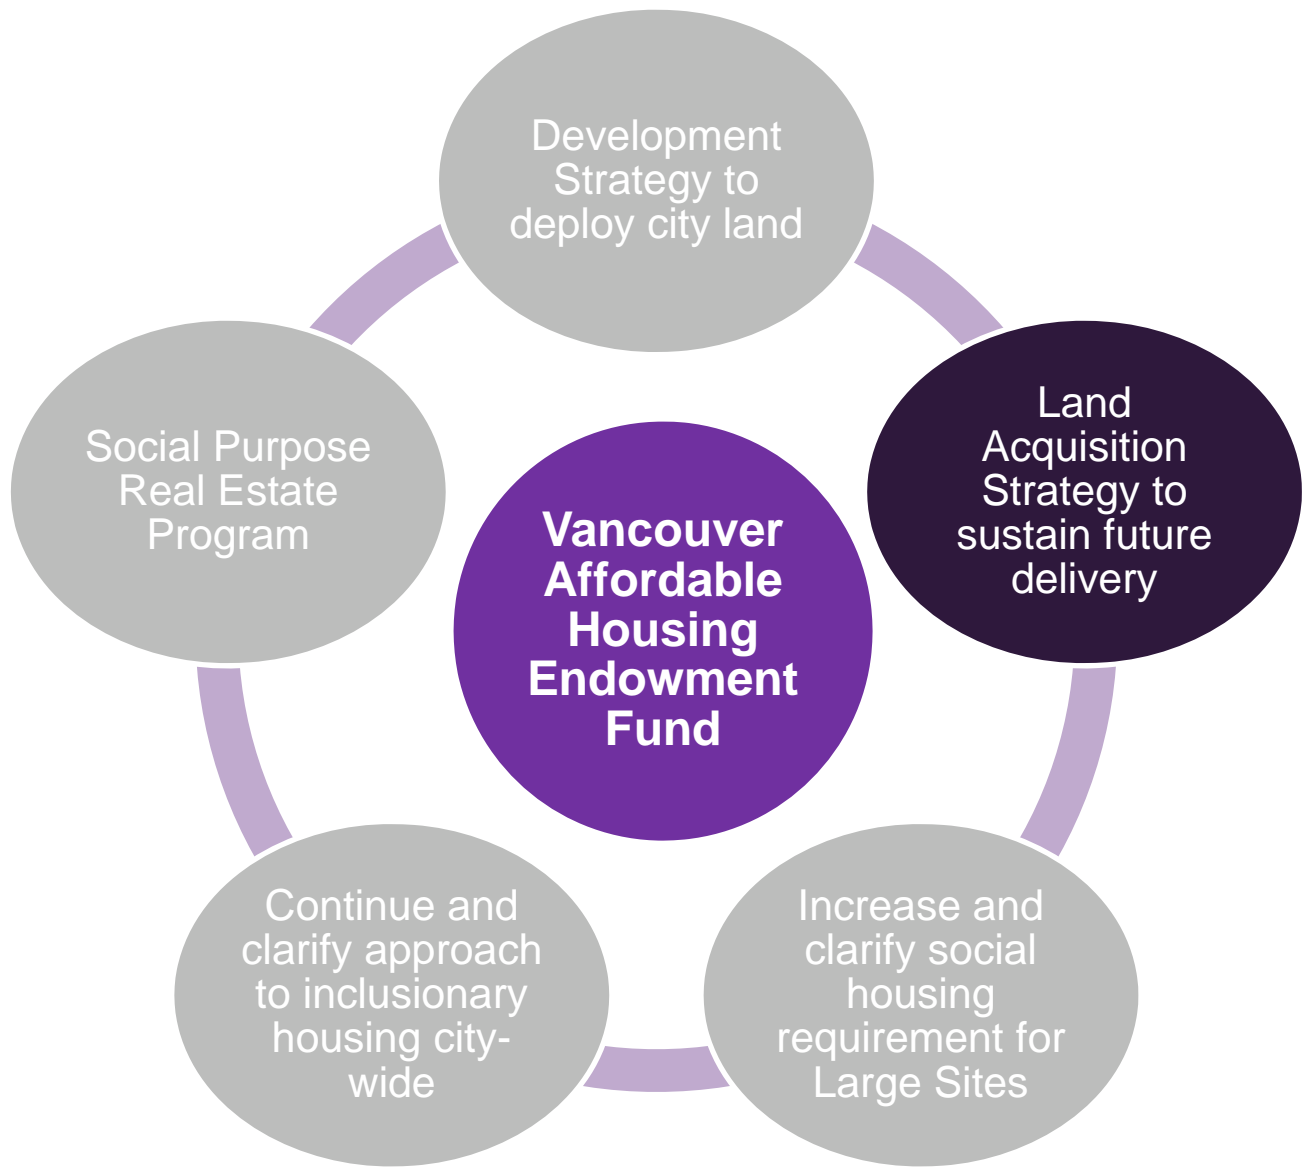 Development
Strategy to
deploy city land
Land
Acquisition
Strategy to
sustain future
delivery
Social Purpose
Real Estate
Program
Vancouver
Affordable
Housing
Endowment
Fund
Continue and
clarify approach
to inclusionary
housing city-
wide
Increase and
clarify social
housing
requirement for
Large Sites